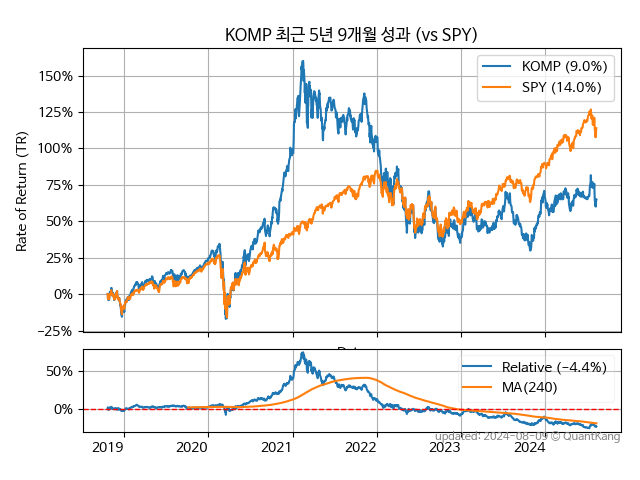 KOMP 최근 5년 9개월 성과 (vs SPY)
KOMP (9.0%)
SPY (14.0%)
Rate of Return (TR)
150%
125%
100%
75%
50%
25%
0%
−25%
Relative (−4.4%)
MA(240)
50%
0%
updated: 2024-08-09 © QuantKang
2019
2020
2021
2022
2023
2024